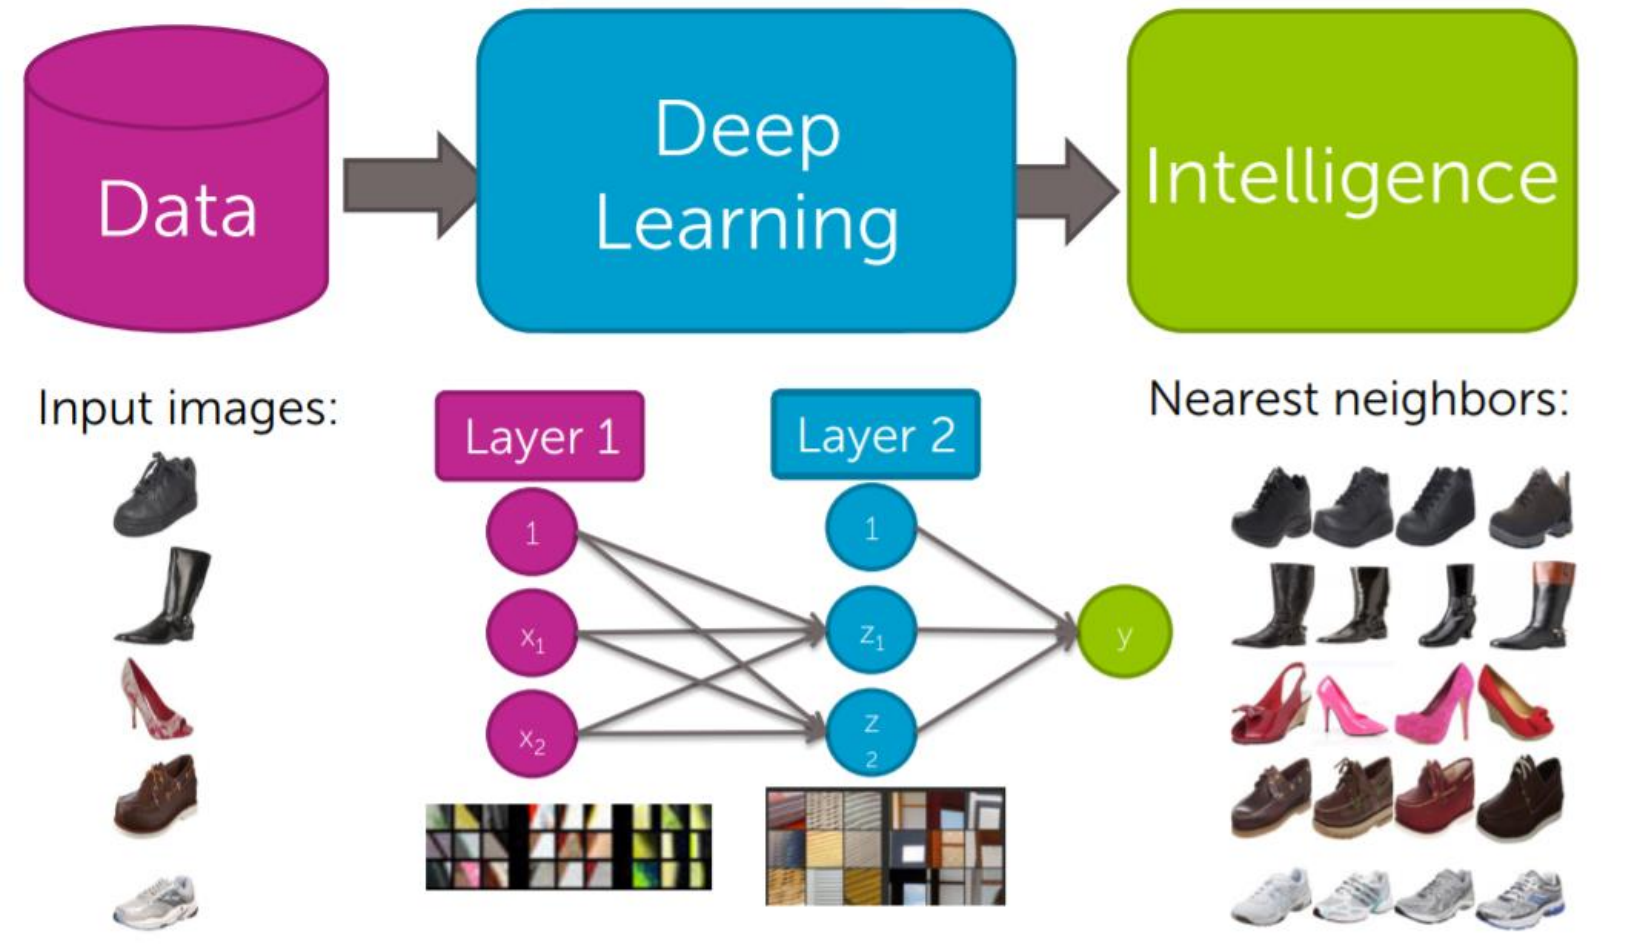 Data
Deep
Learning
Intelligence
Input images:
Layer 1
Layer 2
Nearest neighbors:
1
1
x₁
z₁
y
x₂
z
2